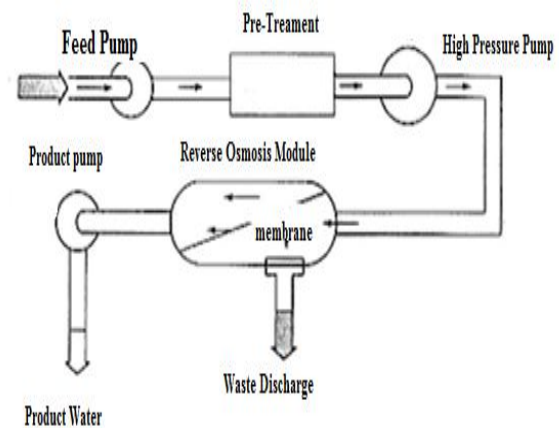 Pre-Treament
Feed Pump
High Pressure Pump
Product pump
Reverse Osmosis Module
membrane
Waste Discharge
Product Water